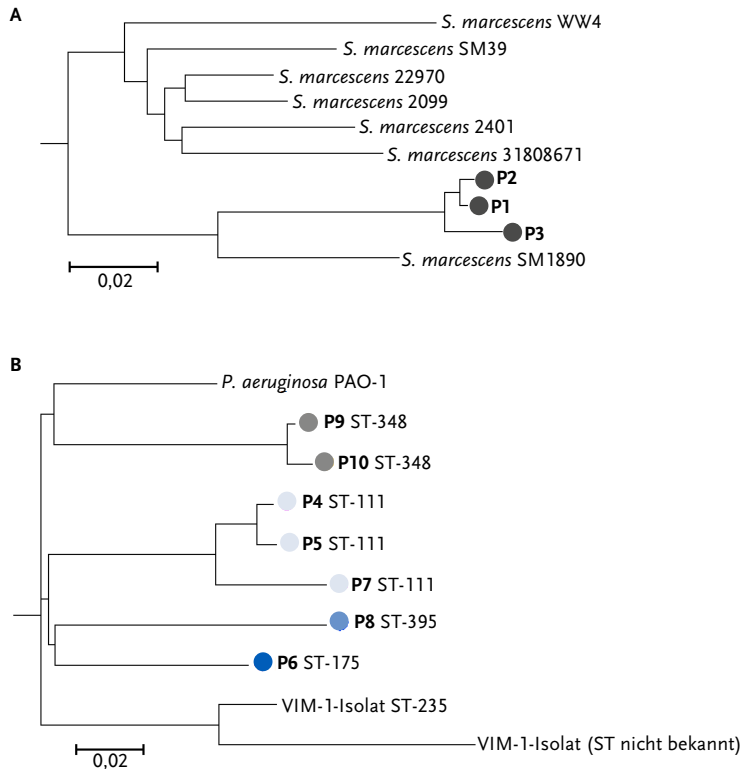 A
S. marcescens WW4
S. marcescens SM39
S. marcescens 22970
S. marcescens 2099
S. marcescens 2401
S. marcescens 31808671
P2
P1
P3
S. marcescens SM1890
0,02
B
P. aeruginosa PAO-1
P9 ST-348
P10 ST-348
P4 ST-111
P5 ST-111
P7 ST-111
P8 ST-395
P6 ST-175
VIM-1-Isolat ST-235
VIM-1-Isolat (ST nicht bekannt)
0,02